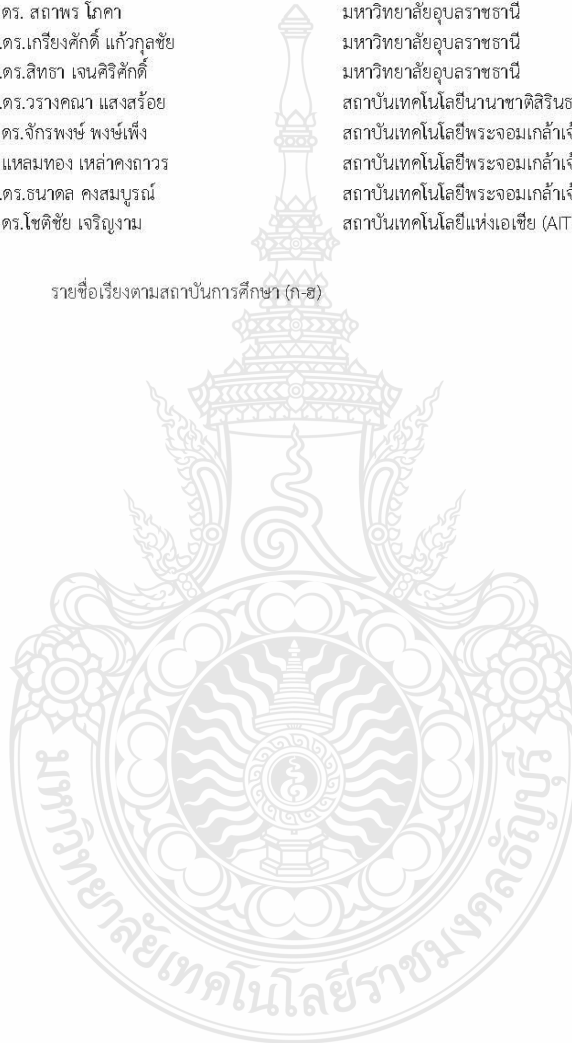 ดร. สถาพร โภคา มหาวิทยาลัยอุบลราชธานี
.ดร.เกรียงศักดิ์ แก้วกุลชัย มหาวิทยาลัยอุบลราชธานี
.ดร.สิทธา เจนศิริศักดิ์ มหาวิทยาลัยอุบลราชธานี
.ดร.วรางคณา แสงสร้อย สถาบันเทคโนโลยีนานาชาติสิรินธ
ดร.จักรพงษ์ พงษ์เพ็ง สถาบันเทคโนโลยีพระจอมเกล้าเจ้
แหลมทอง เหล่าคงถาวร สถาบันเทคโนโลยีพระจอมเกล้าเจ้
.ดร.ธนาดล คงสมบูรณ์ สถาบันเทคโนโลยีพระจอมเกล้าเจ้
ดร.โชติชัย เจริญงาม สถาบันเทคโนโลยีแห่งเอเชีย (AIT
รายชื่อเรียงตามสถาบันการศึกษา (ก-ฮ)
มหาวิทยาลัยเทคโนโลยีราชมงคลธัญบุรี